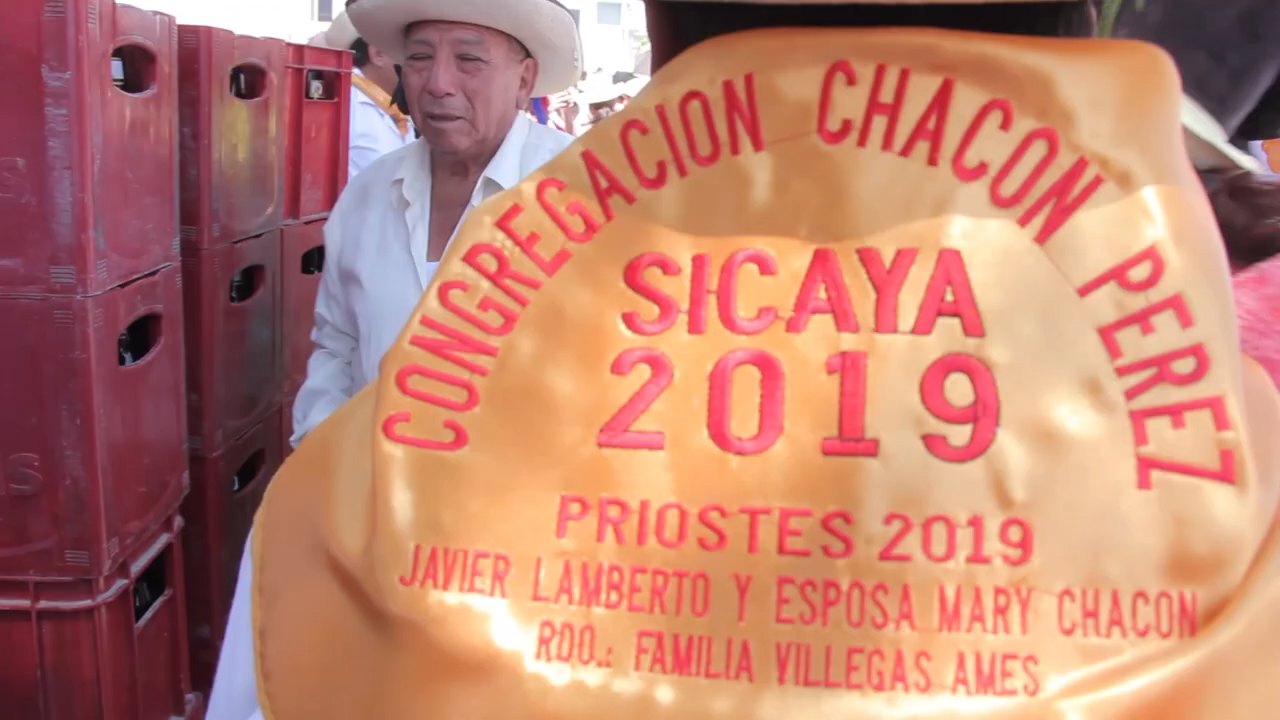 CONGREGACION CHACON PEREZ
SICAYA
2019
PRIOSTES 2019
JAVIER LAMBERTO Y ESPOSA MARY CHACON
RDO.: FAMILIA VILLEGAS AMES